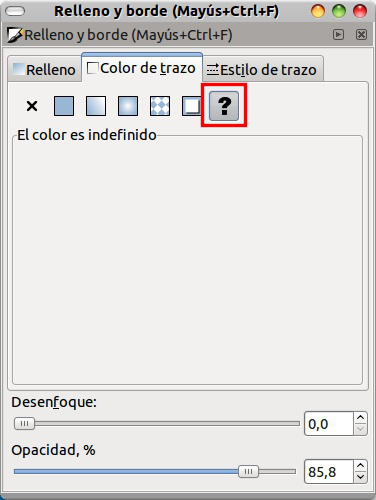 Relleno y borde (Mayús+Ctrl+F)
Relleno y borde (Mayús+Ctrl+F)
Relleno Color de trazo Estilo de trazo
?
El color es indefinido
Desenfoque:
0,0
Opacidad, %
85,8